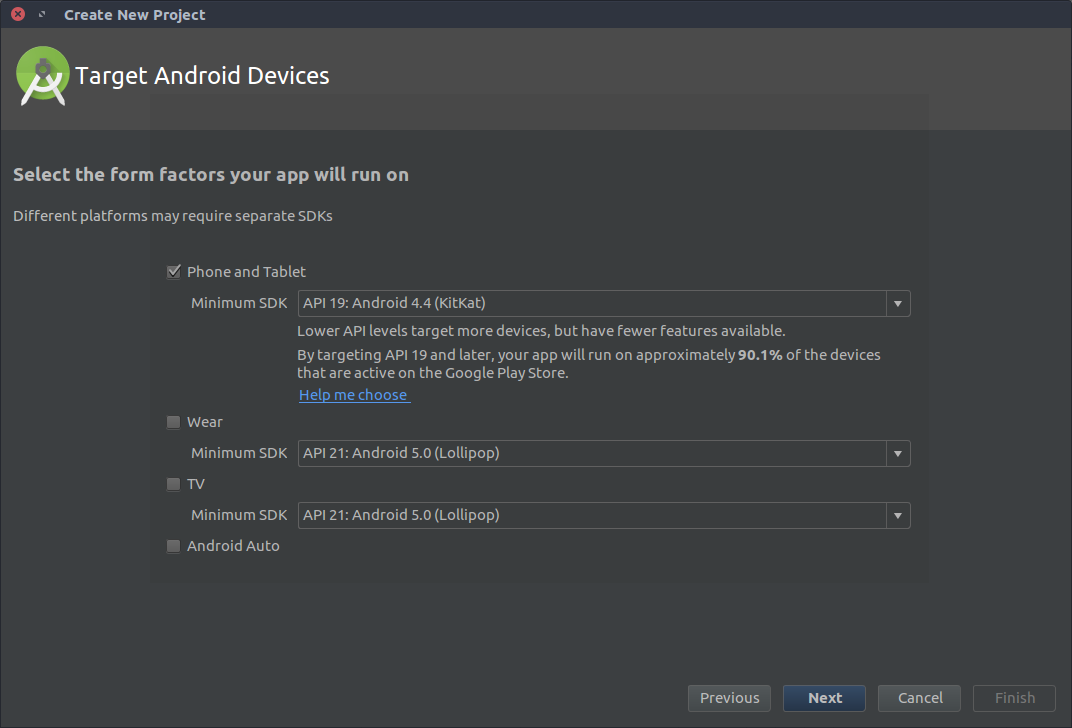 Create New Project
Target Android Devices
Select the form factors your app will run on
Different platforms may require separate SDKs
Phone and Tablet
Minimum SDK API 19: Android 4.4 (KitKat)
Lower API levels target more devices, but have fewer features available.
By targeting API 19 and later, your app will run on approximately 90.1% of the devices
that are active on the Google Play Store.
Help me choose
Wear
Minimum SDK API 21: Android 5.0 (Lollipop)
TV
Minimum SDK API 21: Android 5.0 (Lollipop)
Android Auto
Previous Next Cancel Finish